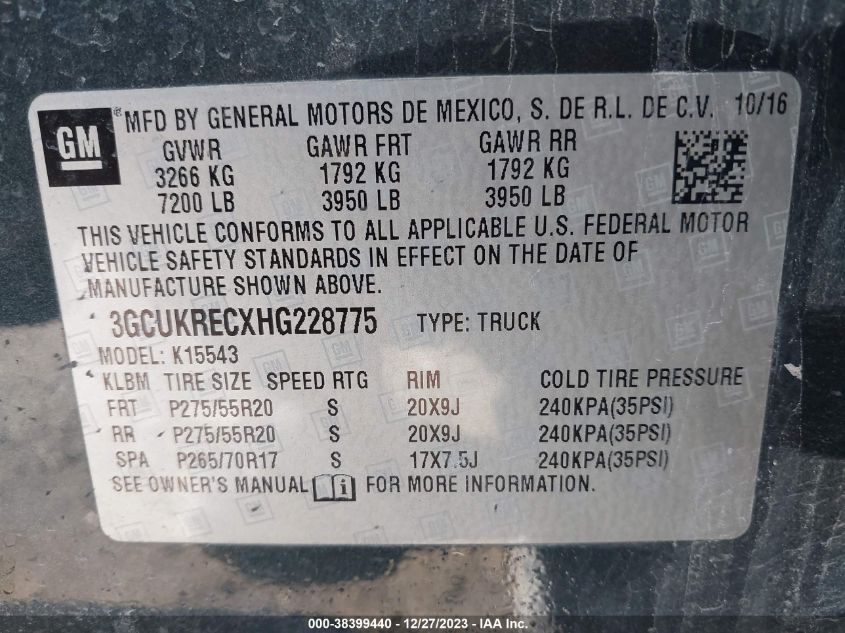 GM ® MFD BY GENERAL MOTORS DE MEXICO, S. DE R.L. DE C.V. 10/16
GVWR GAWR FRT GAWR RR
3266 KG 1792 KG 1792 KG
7200 LB 3950 LB 3950 LB
THIS VEHICLE CONFORMS TO ALL APPLICABLE U.S. FEDERAL MOTOR
VEHICLE SAFETY STANDARDS IN EFFECT ON THE DATE OF
MANUFACTURE SHOWN ABOVE.
3GCUKRECXHG228775 TYPE: TRUCK
MODEL: K15543
KLBM TIRE SIZE SPEED RTG RIM COLD TIRE PRESSURE
FRT P275/55R20 S 20X9J 240KPA(35PSI)
RR P275/55R20 S 20X9J 240KPA(35PSI)
SPA P265/70R17 S 17X7.5J 240KPA(35PSI)
SEE OWNER'S MANUAL i FOR MORE INFORMATION.
000-38399440 - 12/27/2023 - IAA Inc.